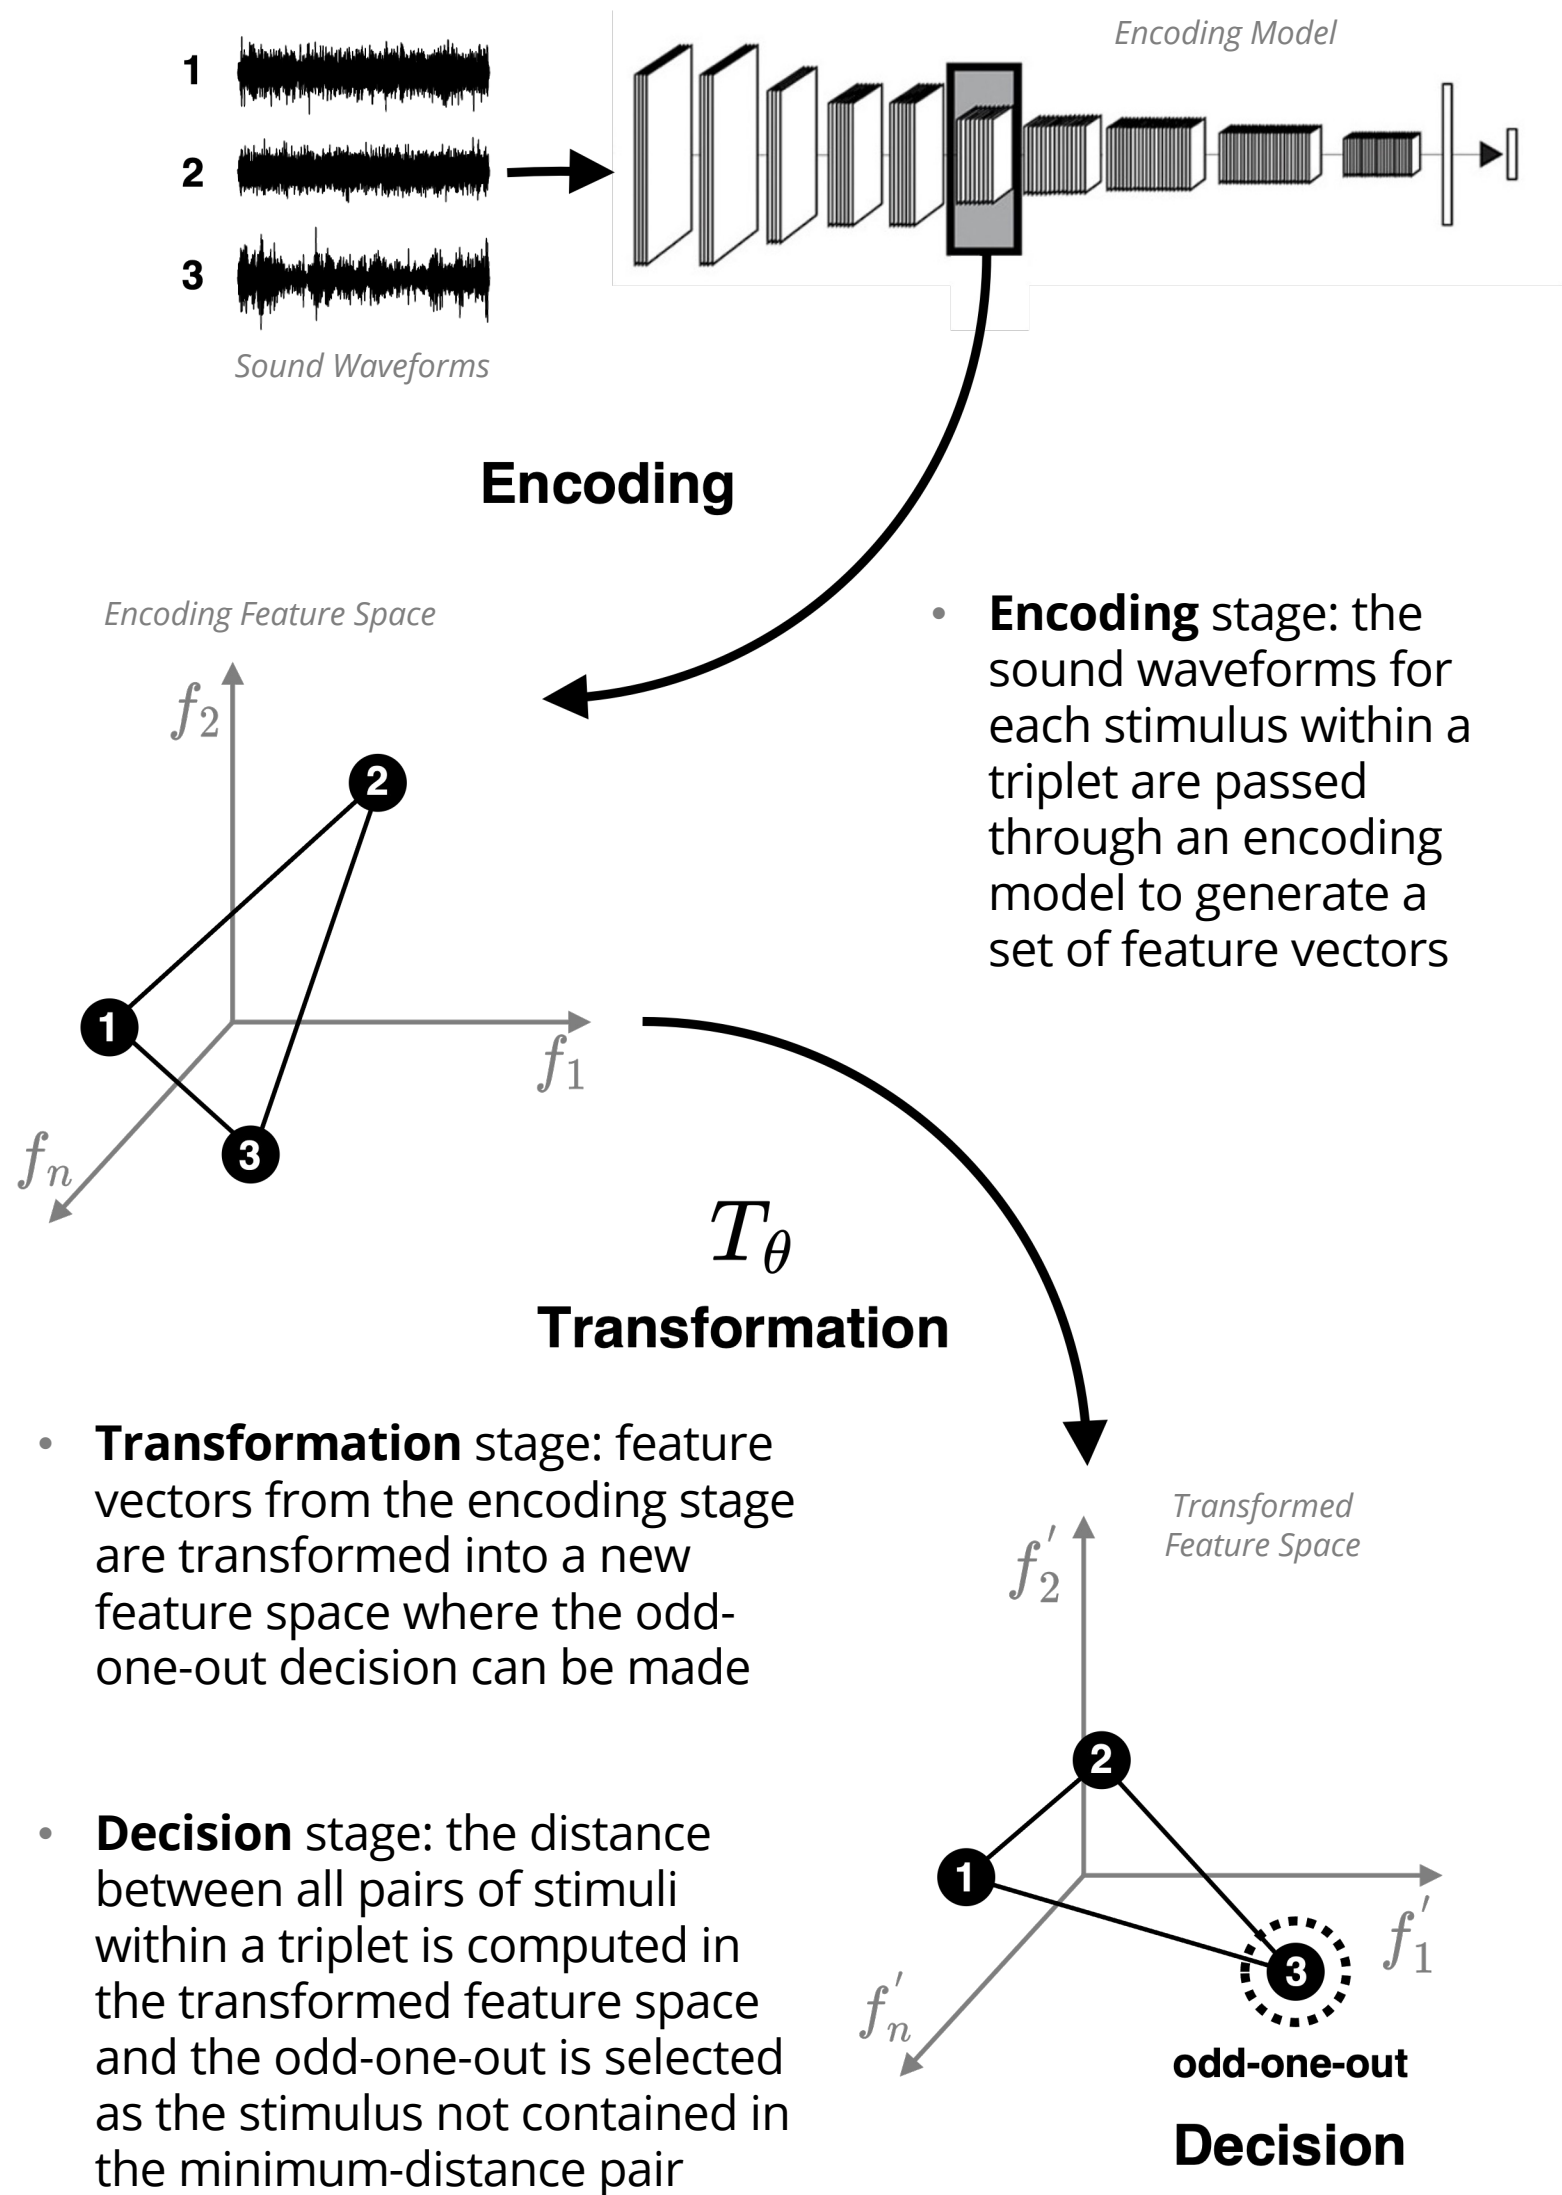 Encoding Model
1
2
3
Sound Waveforms
Encoding
Encoding Feature Space
f₂
2
1
3
f₁
fₙ
• Encoding stage: the
sound waveforms for
each stimulus within a
triplet are passed
through an encoding
model to generate a
set of feature vectors
T_θ
Transformation
• Transformation stage: feature
vectors from the encoding stage
are transformed into a new
feature space where the odd-
one-out decision can be made
Transformed
Feature Space
f₂'
2
1
3
f₁'
fₙ'
odd-one-out
Decision
• Decision stage: the distance
between all pairs of stimuli
within a triplet is computed in
the transformed feature space
and the odd-one-out is selected
as the stimulus not contained in
the minimum-distance pair